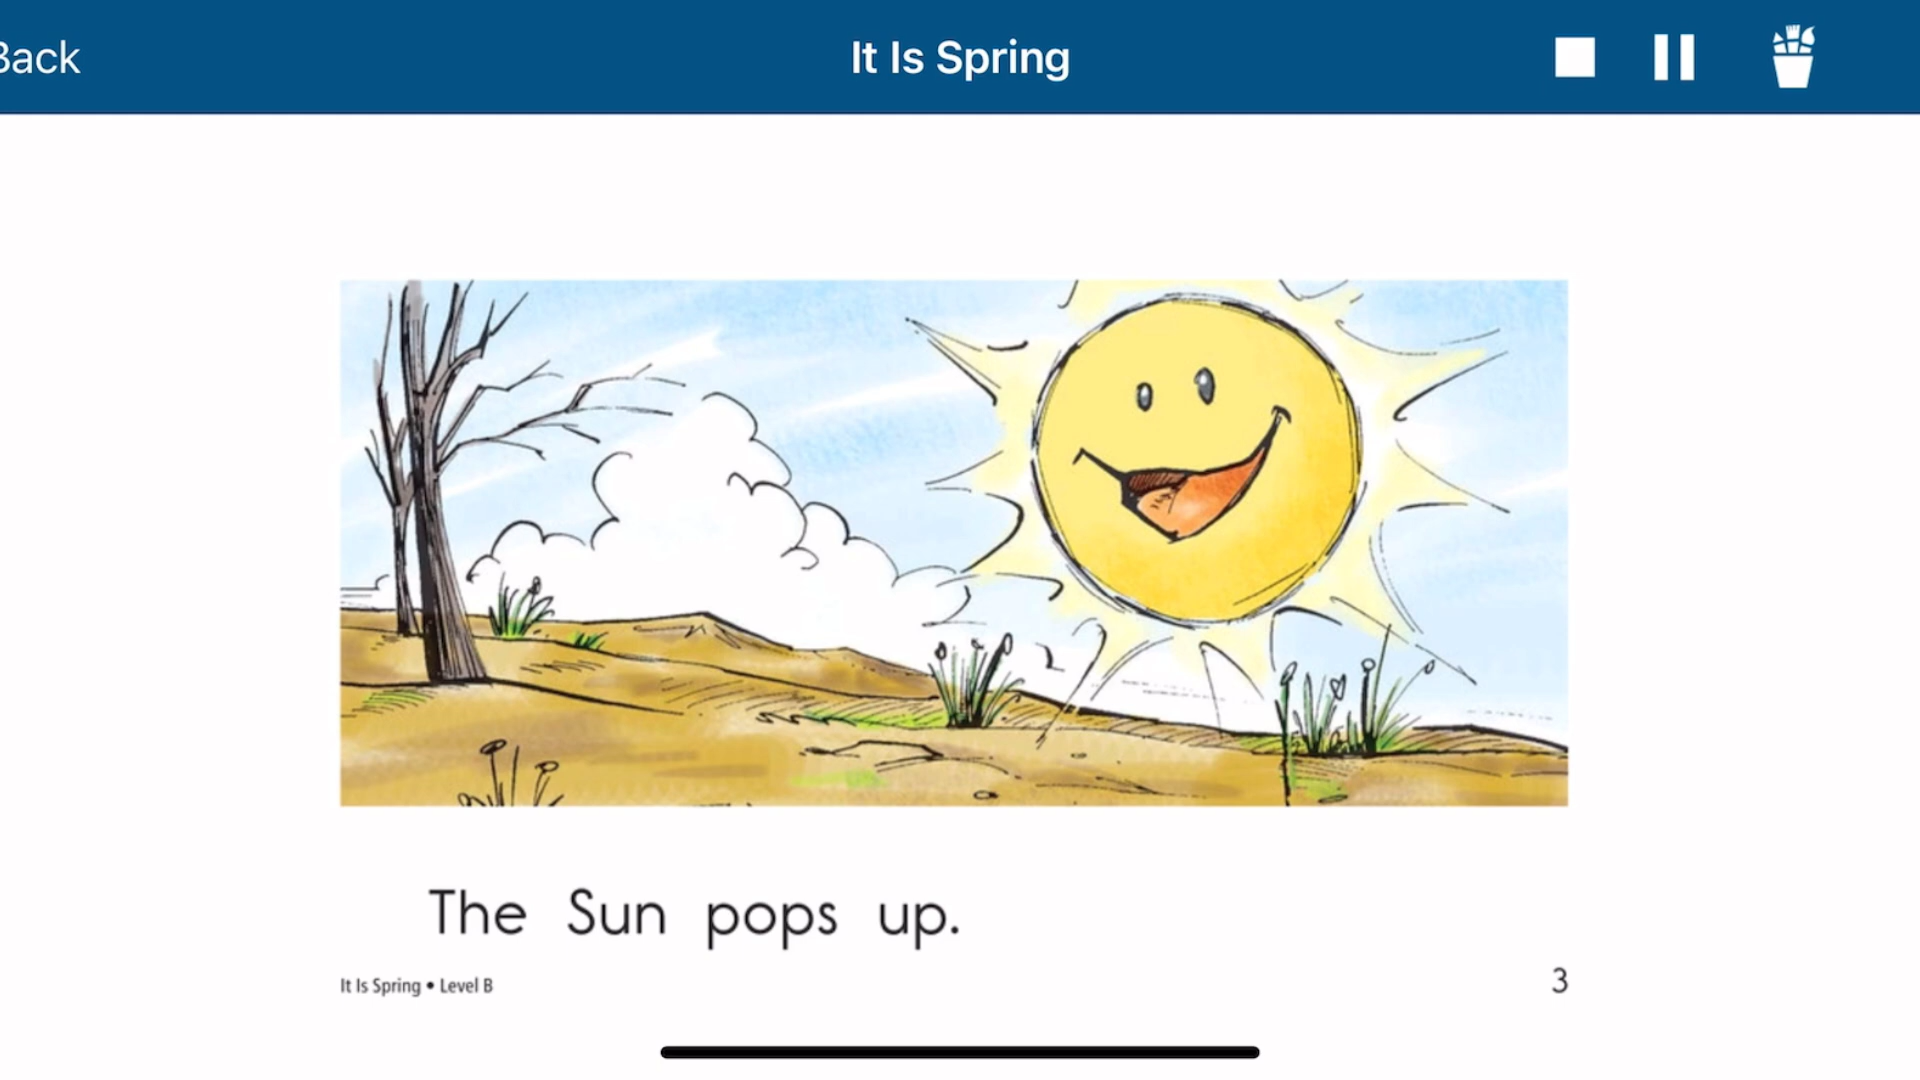 Back
It Is Spring
The Sun pops up.
It Is Spring • Level B
3